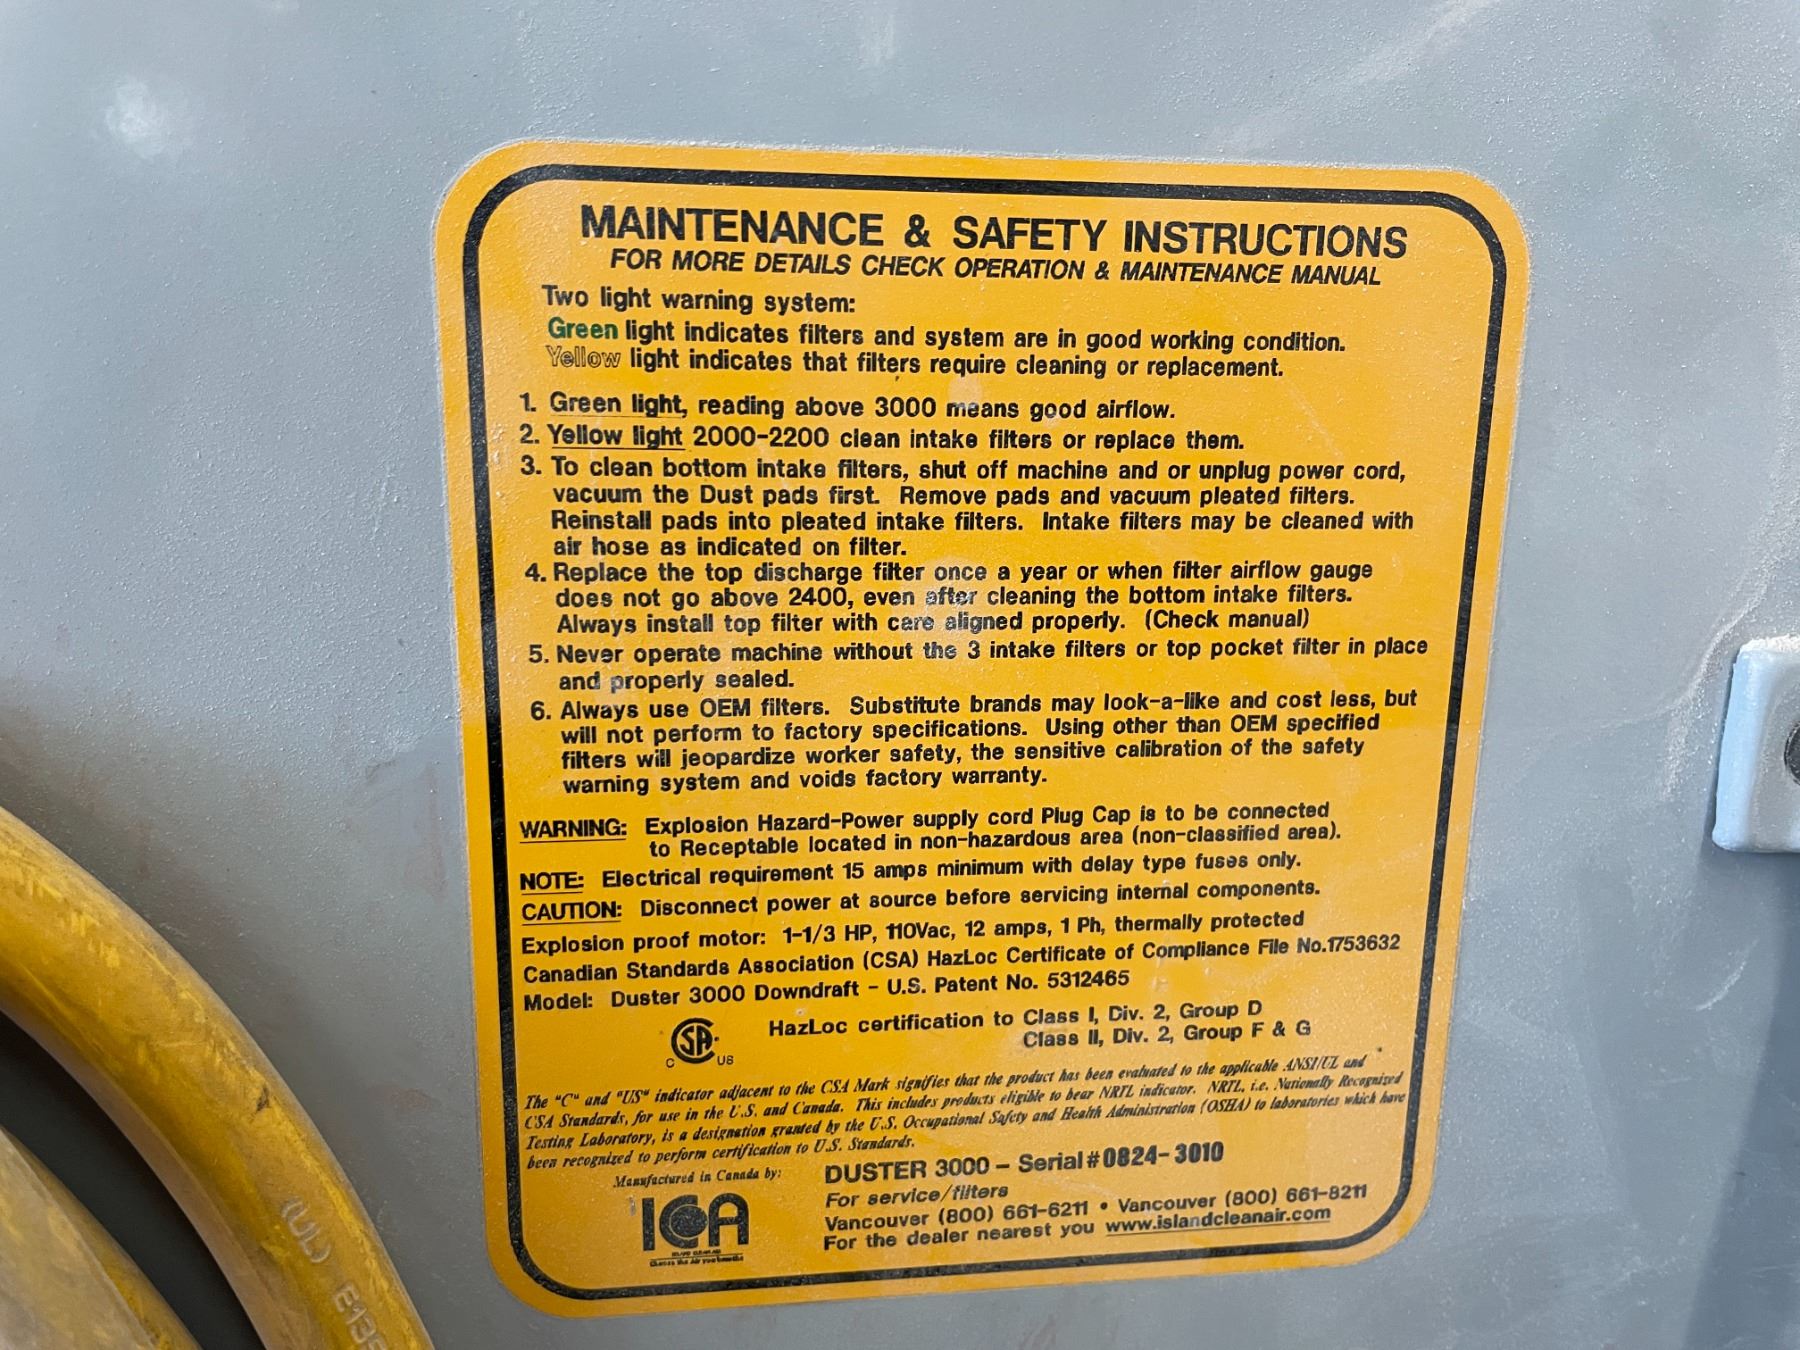 MAINTENANCE & SAFETY INSTRUCTIONS
FOR MORE DETAILS CHECK OPERATION & MAINTENANCE MANUAL
Two light warning system:
Green light indicates filters and system are in good working condition.
Yellow light indicates that filters require cleaning or replacement.
1. Green light, reading above 3000 means good airflow.
2. Yellow light 2000-2200 clean intake filters or replace them.
3. To clean bottom intake filters, shut off machine and or unplug power cord,
vacuum the Dust pads first. Remove pads and vacuum pleated filters.
Reinstall pads into pleated intake filters. Intake filters may be cleaned with
air hose as indicated on filter.
4. Replace the top discharge filter once a year or when filter airflow gauge
does not go above 2400, even after cleaning the bottom intake filters.
Always install top filter with care aligned properly. (Check manual)
5. Never operate machine without the 3 intake filters or top pocket filter in place
and properly sealed.
6. Always use OEM filters. Substitute brands may look-a-like and cost less, but
will not perform to factory specifications. Using other than OEM specified
filters will jeopardize worker safety, the sensitive calibration of the safety
warning system and voids factory warranty.
WARNING: Explosion Hazard-Power supply cord Plug Cap is to be connected
to Receptable located in non-hazardous area (non-classified area).
NOTE: Electrical requirement 15 amps minimum with delay type fuses only.
CAUTION: Disconnect power at source before servicing internal components.
Explosion proof motor: 1-1/3 HP, 110Vac, 12 amps, 1 Ph, thermally protected
Canadian Standards Association (CSA) HazLoc Certificate of Compliance File No.1753632
Model: Duster 3000 Downdraft - U.S. Patent No. 5312465
C SA US
HazLoc certification to Class I, Div. 2, Group D
Class II, Div. 2, Group F & G
The "C" and "US" indicator adjacent to the CSA Mark signifies that the product has been evaluated to the applicable ANSI/UL and
CSA Standards, for use in the U.S. and Canada. This includes products eligible to bear NRTL indicator. NRTL, i.e. Nationally Recognized
Testing Laboratory, is a designation granted by the U.S. Occupational Safety and Health Administration (OSHA) to laboratories which have
been recognized to perform certification to U.S. Standards.
Manufactured in Canada by:
ICA
ISLAND CLEAN AIR
DUSTER 3000 - Serial # 0824-3010
For service/filters
Vancouver (800) 661-6211 • Vancouver (800) 661-8211
For the dealer nearest you www.islandcleanair.com
(UL) E135